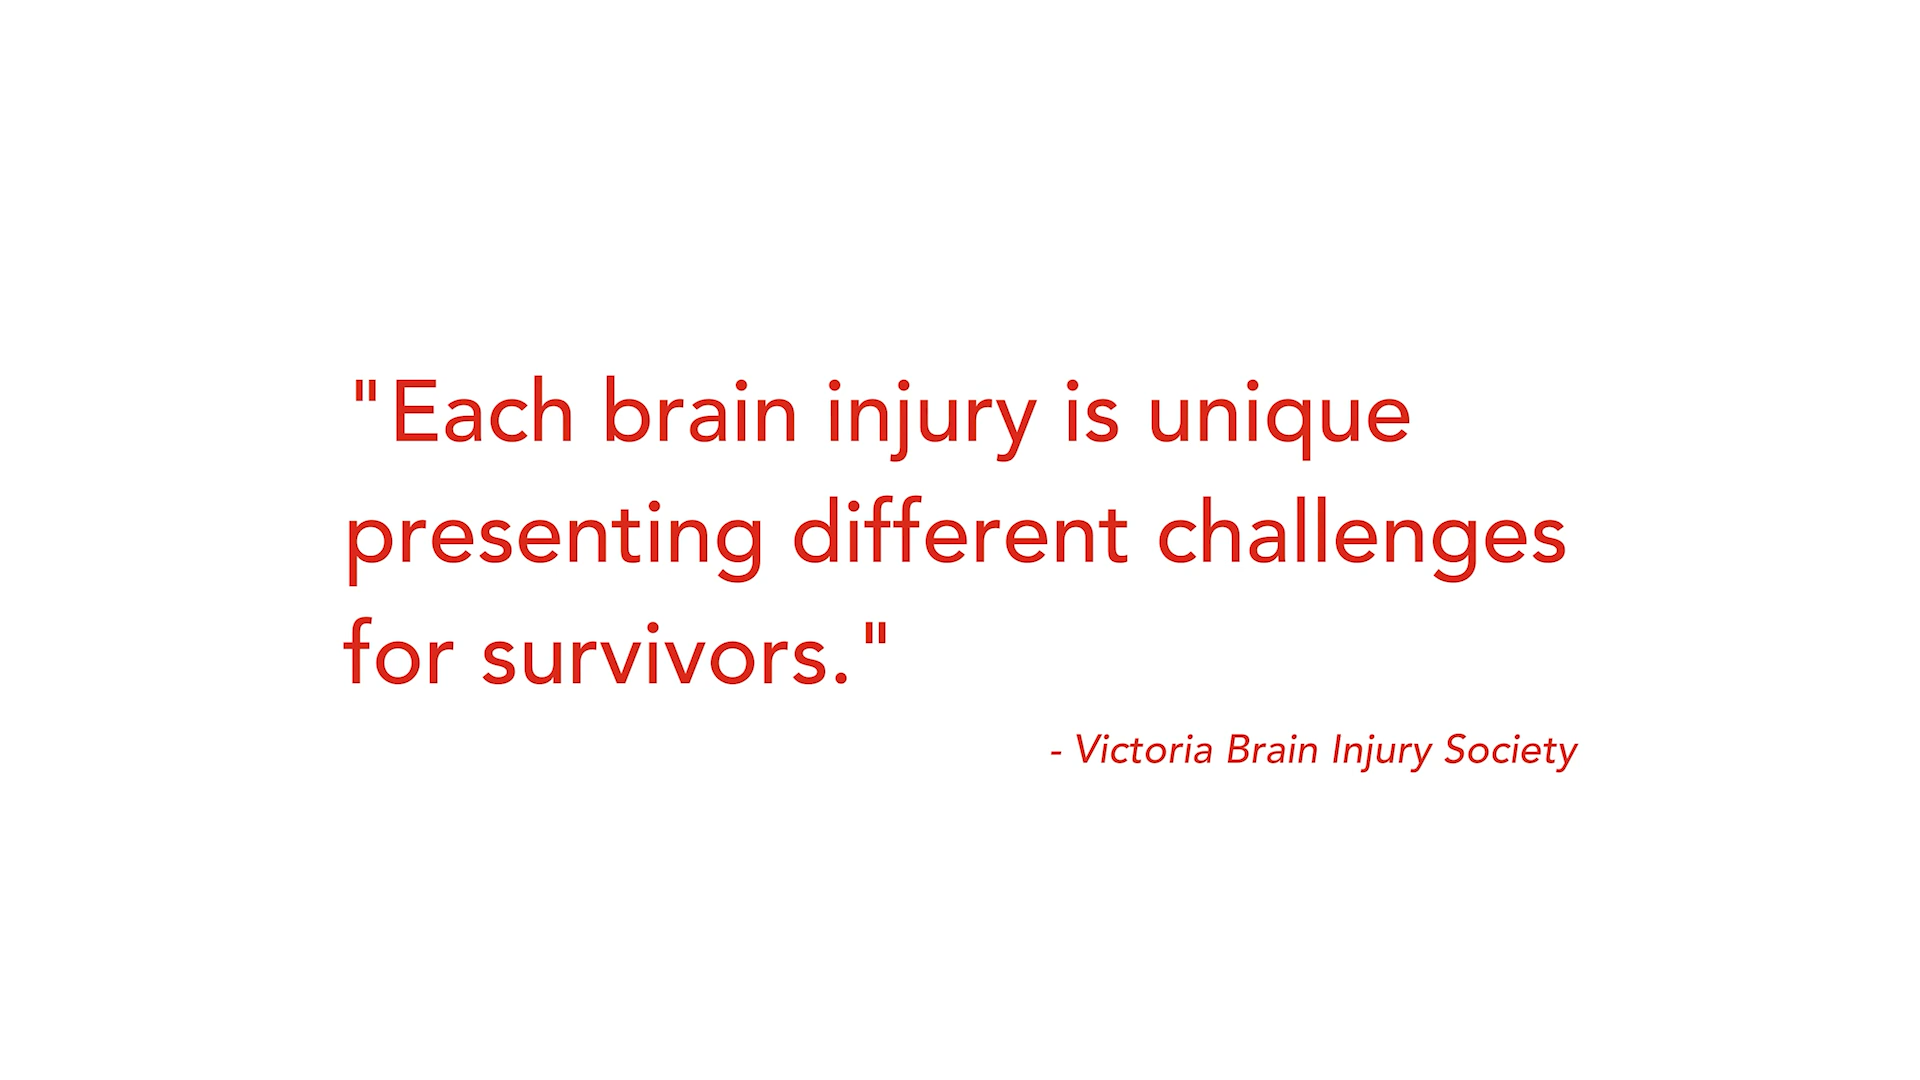 "Each brain injury is unique
presenting different challenges
for survivors."
- Victoria Brain Injury Society